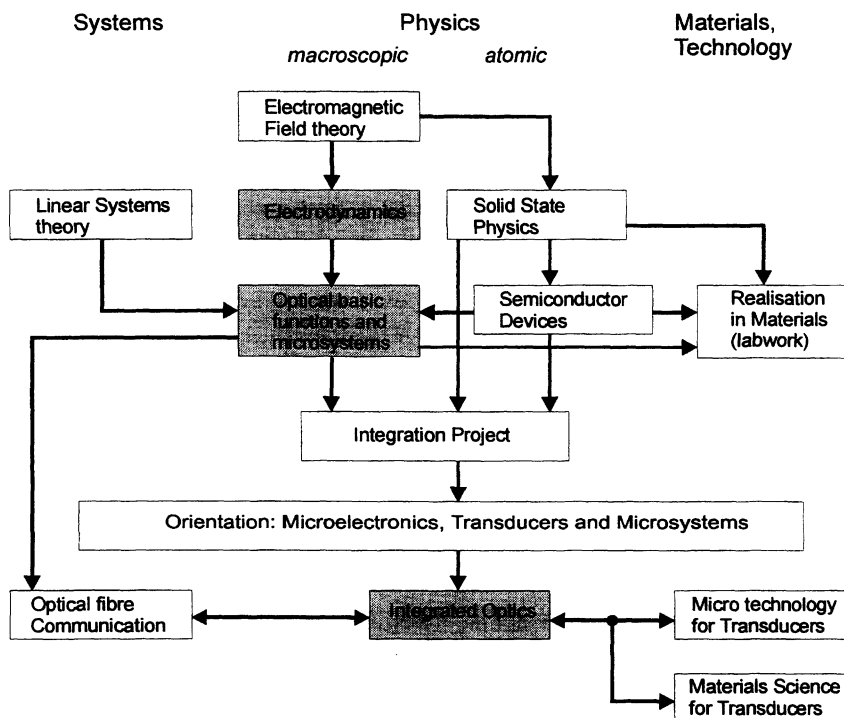 Systems
Physics
Materials,
Technology
macroscopic
atomic
Electromagnetic
Field theory
Linear Systems
theory
Electrodynamics
Solid State
Physics
Optical basic
functions and
microsystems
Semiconductor
Devices
Realisation
in Materials
(labwork)
Integration Project
Orientation: Microelectronics, Transducers and Microsystems
Optical fibre
Communication
Integrated Optics
Micro technology
for Transducers
Materials Science
for Transducers